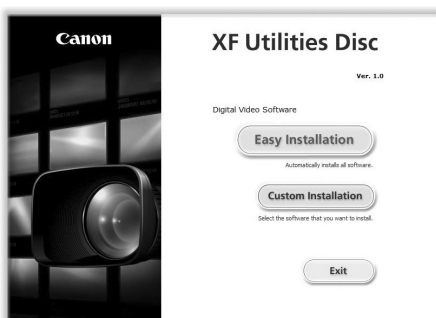 Canon
XF Utilities Disc
Ver. 1.0
Digital Video Software
Easy Installation
Automatically installs all software.
Custom Installation
Select the software that you want to install.
Exit